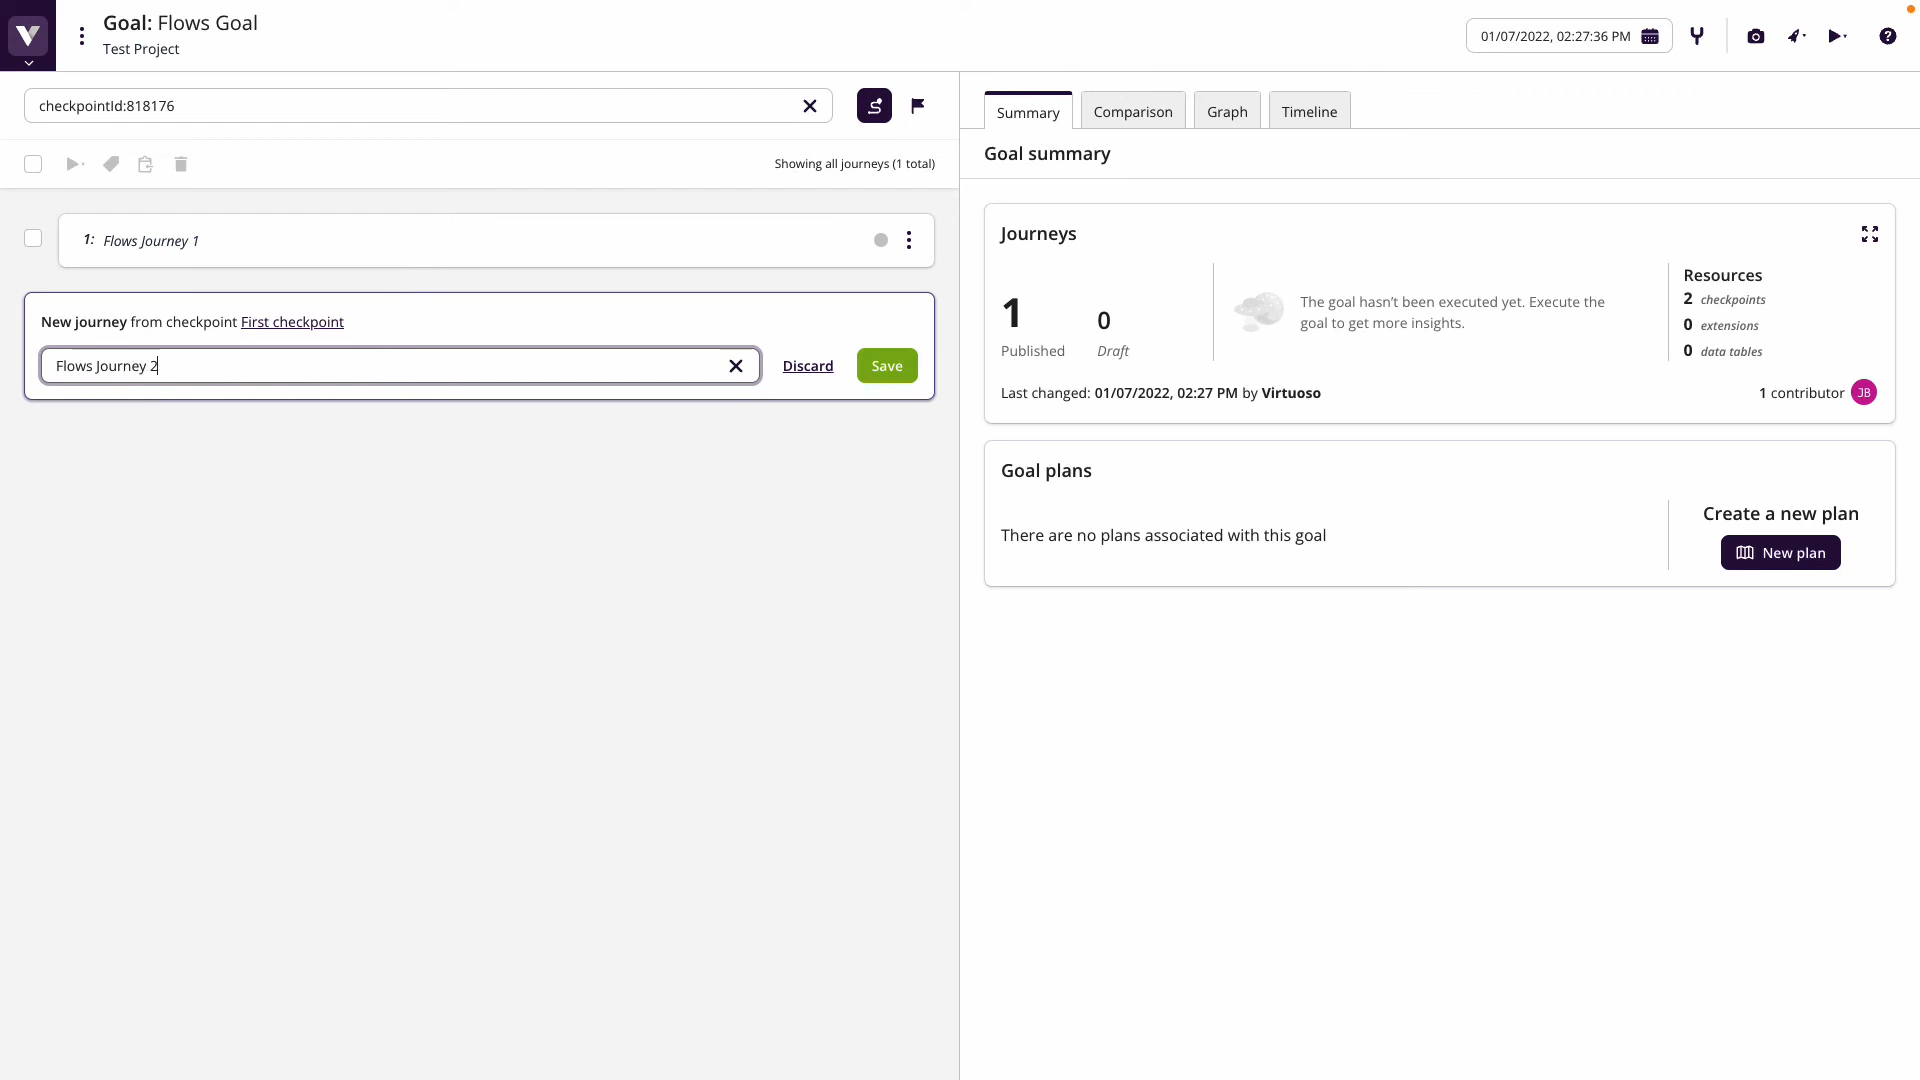 Goal: Flows Goal
Test Project
01/07/2022, 02:27:36 PM
checkpointId:818176
Showing all journeys (1 total)
1: Flows Journey 1
New journey from checkpoint First checkpoint
Flows Journey 2
Discard
Save
Summary
Comparison
Graph
Timeline
Goal summary
Journeys
1
Published
0
Draft
The goal hasn't been executed yet. Execute the
goal to get more insights.
Resources
2 checkpoints
0 extensions
0 data tables
Last changed: 01/07/2022, 02:27 PM by Virtuoso
1 contributor JB
Goal plans
There are no plans associated with this goal
Create a new plan
New plan